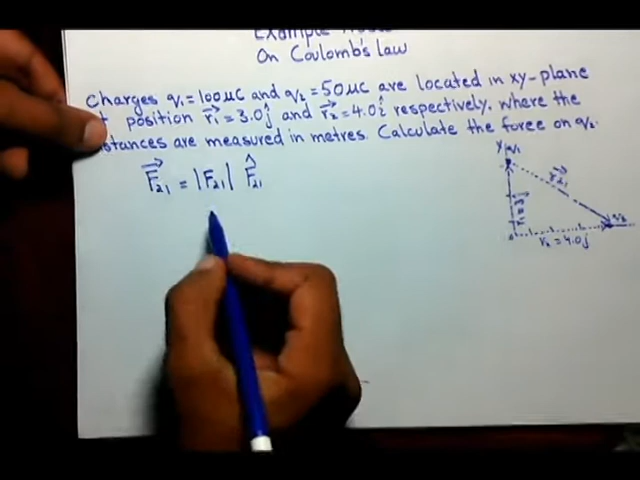 On Coulomb's Law
Charges q₁=100μC and q₂=50μC are located in xy-plane
position r⃗₁=3.0ĵ and r⃗₂=4.0î respectively, where the
distances are measured in metres. Calculate the force on q₂.
F⃗₂₁ = |F₂₁| F̂₂₁
y q₁
r⃗₂₁
q₂
r₂=4.0j